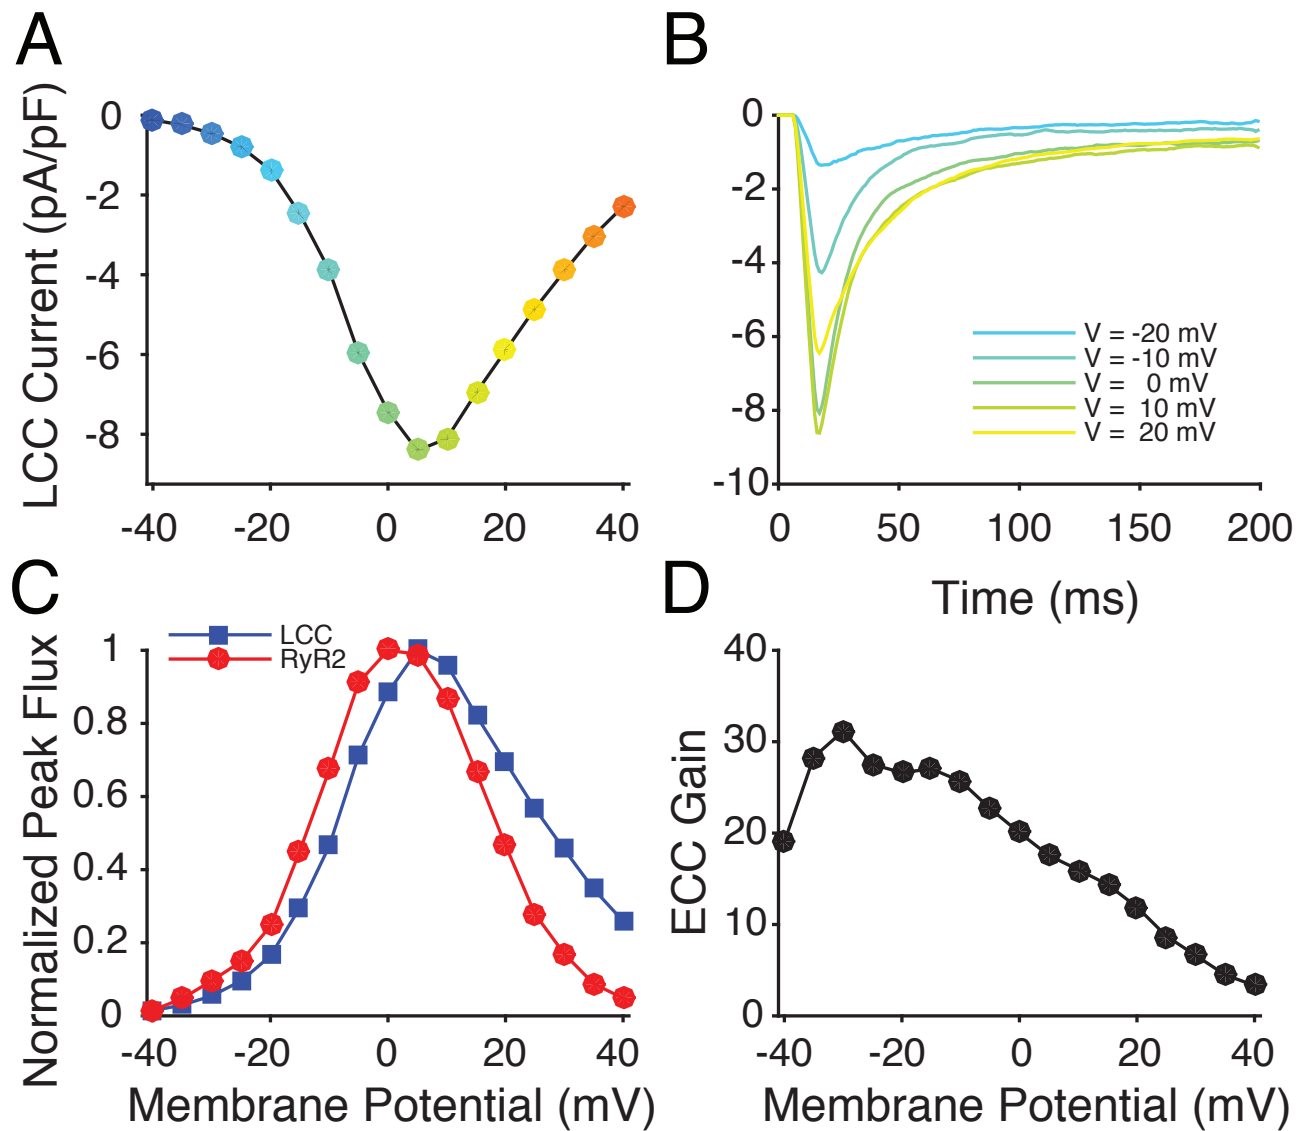 A
LCC Current (pA/pF)
0
-2
-4
-6
-8
-40 -20 0 20 40
B
0
-2
-4
-6
-8
-10
V = -20 mV
V = -10 mV
V = 0 mV
V = 10 mV
V = 20 mV
0 50 100 150 200
Time (ms)
C
Normalized Peak Flux
1
0.8
0.6
0.4
0.2
0
LCC
RyR2
-40 -20 0 20 40
Membrane Potential (mV)
D
ECC Gain
40
30
20
10
0
-40 -20 0 20 40
Membrane Potential (mV)